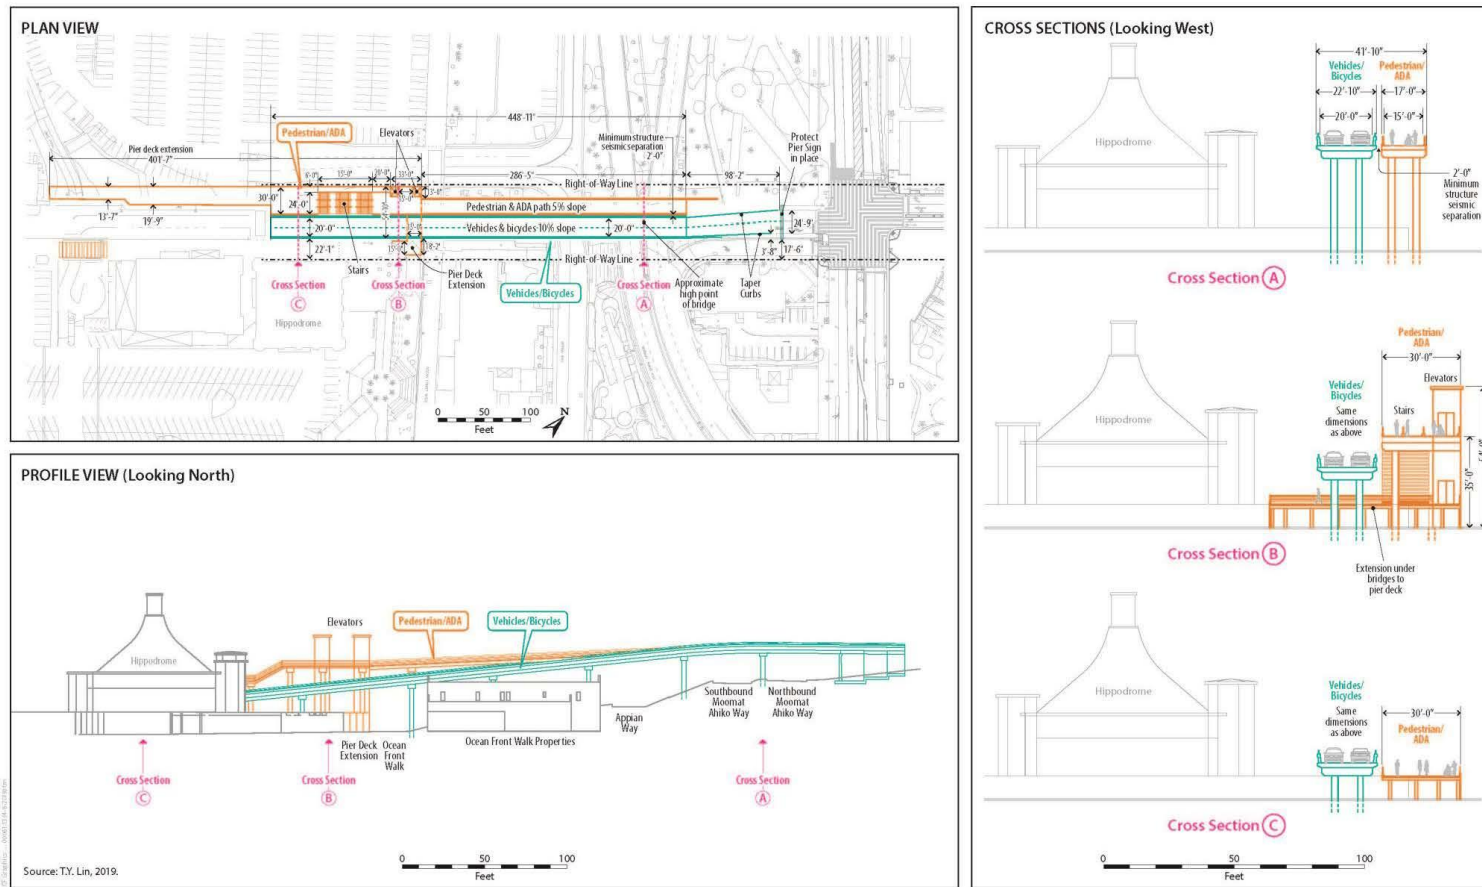 PLAN VIEW
448'-11"
Pedestrian/ADA
Elevators
Minimum structure
seismic separation
2'-0"
Protect
Pier Sign
in place
Pier deck extension
401'-7"
286'-5"
98'-2"
Right-of-Way Line
30'-0"
24'-0"
Pedestrian & ADA path 5% slope
13'-7"
19'-9"
20'-0"
Vehicles & bicycles 10% slope
20'-0"
24'-9"
22'-1"
3'-8"
17'-6"
Stairs
Pier Deck
Extension
Right-of-Way Line
Cross Section
C
Cross Section
B
Vehicles/Bicycles
Cross Section
A
Approximate
high point
of bridge
Taper
Curbs
Hippodrome
0 50 100
Feet
N
PROFILE VIEW (Looking North)
Elevators
Pedestrian/ADA
Vehicles/Bicycles
Hippodrome
Southbound
Moomat
Ahiko Way
Northbound
Moomat
Ahiko Way
Appian
Way
Pier Deck
Extension
Ocean
Front
Walk
Ocean Front Walk Properties
Cross Section
C
Cross Section
B
Cross Section
A
0 50 100
Feet
Source: T.Y. Lin, 2019.
CROSS SECTIONS (Looking West)
41'-10"
Vehicles/
Bicycles
Pedestrian/
ADA
22'-10"
17'-0"
20'-0"
15'-0"
Hippodrome
2'-0"
Minimum
structure
seismic
separation
Cross Section A
Pedestrian/
ADA
30'-0"
Elevators
Vehicles/
Bicycles
Same
dimensions
as above
Stairs
Hippodrome
35'-0"
Cross Section B
Extension under
bridges to
pier deck
Vehicles/
Bicycles
Same
dimensions
as above
30'-0"
Pedestrian/
ADA
Hippodrome
Cross Section C
0 50 100
Feet